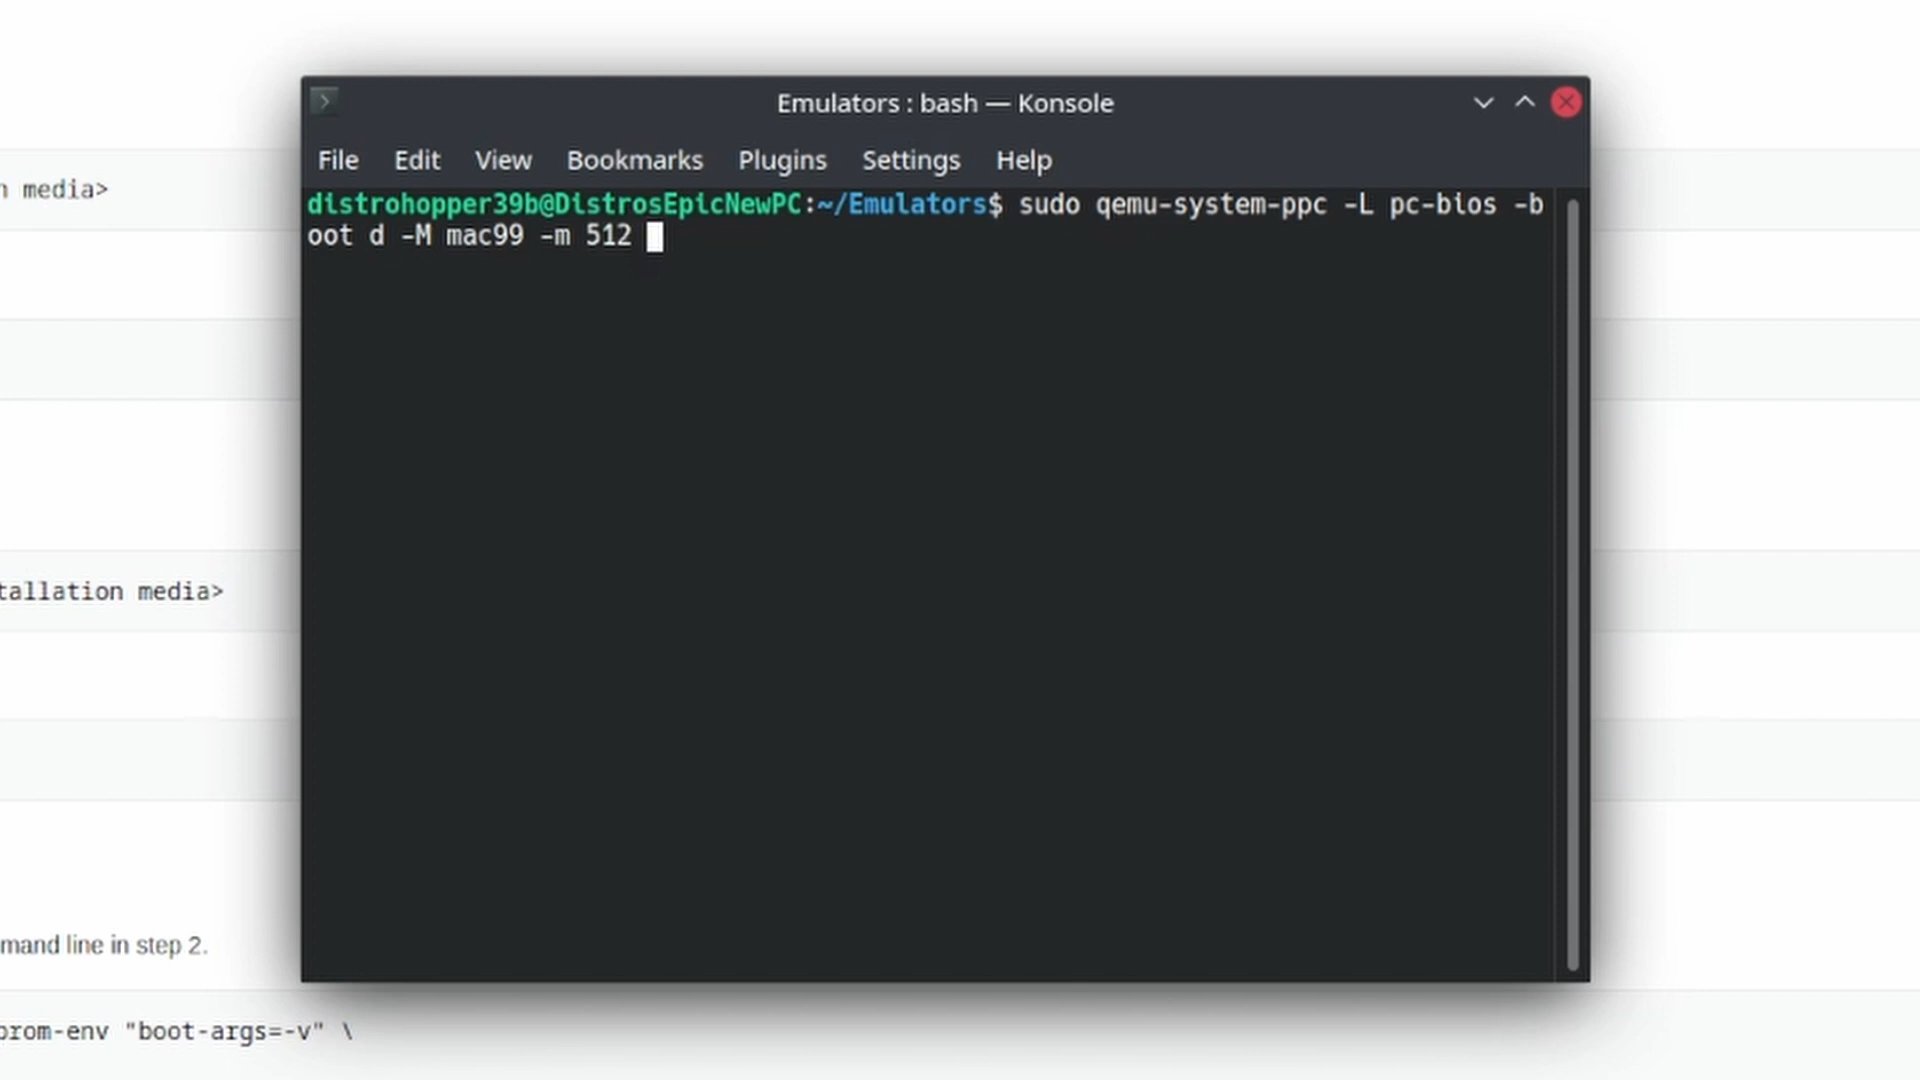 Emulators : bash — Konsole
File Edit View Bookmarks Plugins Settings Help
distrohopper39b@DistrosEpicNewPC:~/Emulators$ sudo qemu-system-ppc -L pc-bios -b
oot d -M mac99 -m 512
media>
tallation media>
mand line in step 2.
prom-env "boot-args=-v" \